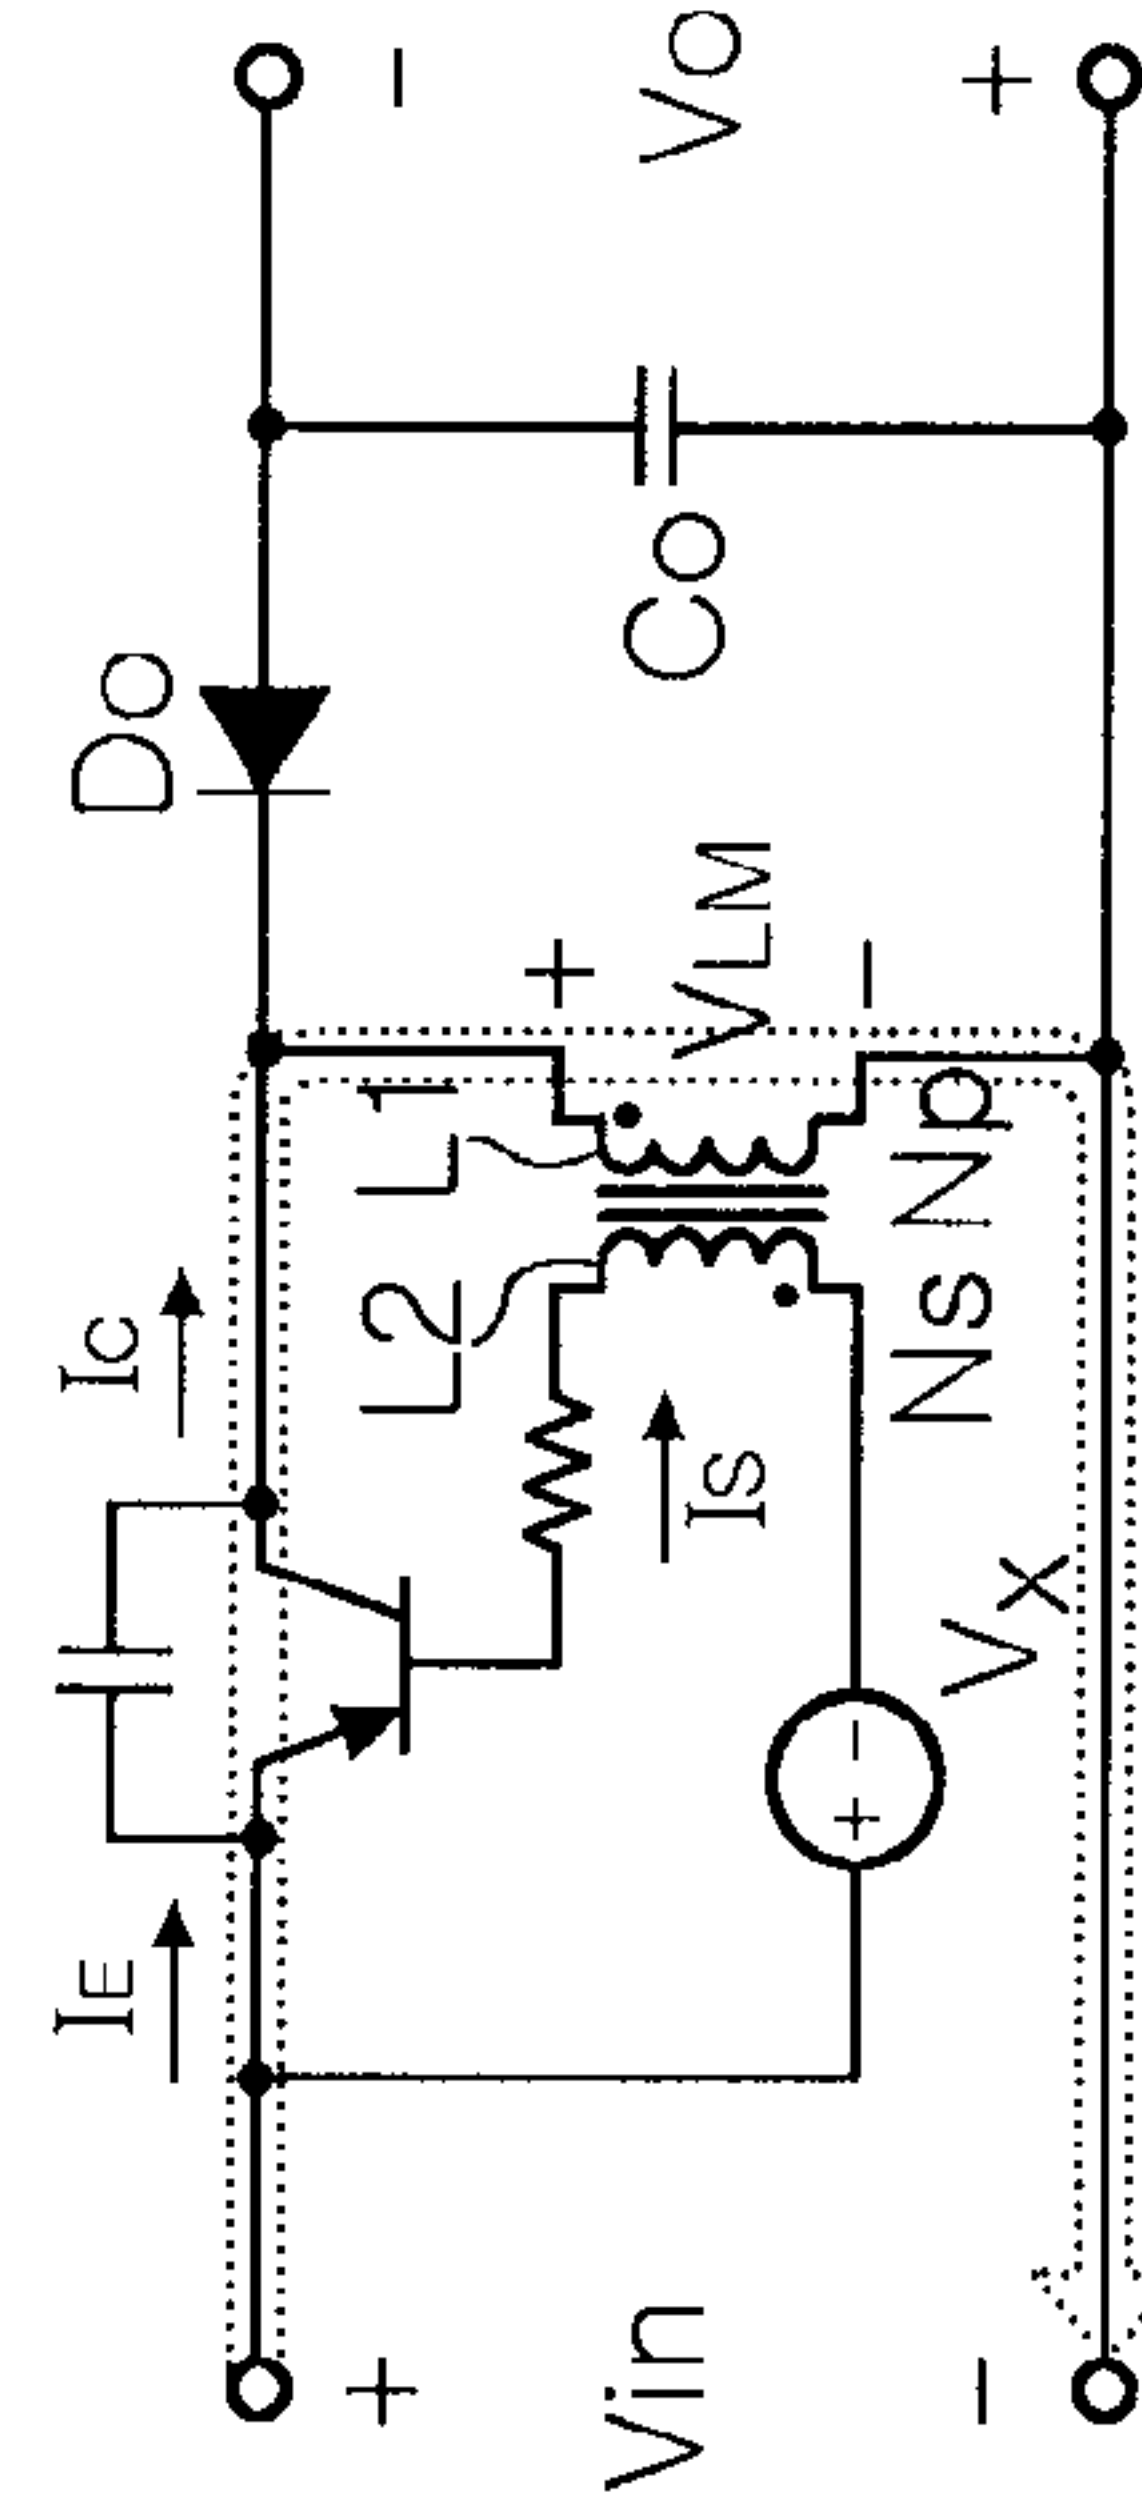 IE
IC
Do
+
Vin
−
L2
L1
IS
Vx
+ −
Ns Np
+
VLM
−
Co
−
Vo
+